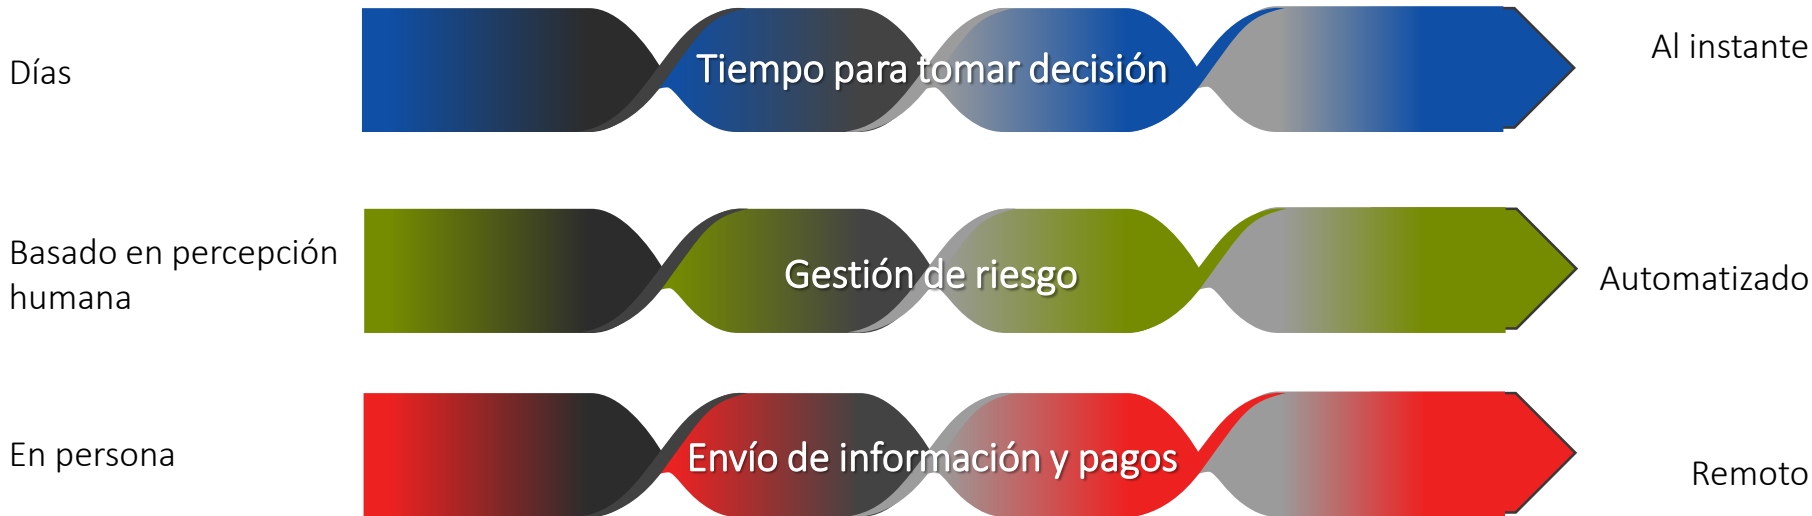 Días
Tiempo para tomar decisión
Al instante
Basado en percepción
humana
Gestión de riesgo
Automatizado
En persona
Envío de información y pagos
Remoto